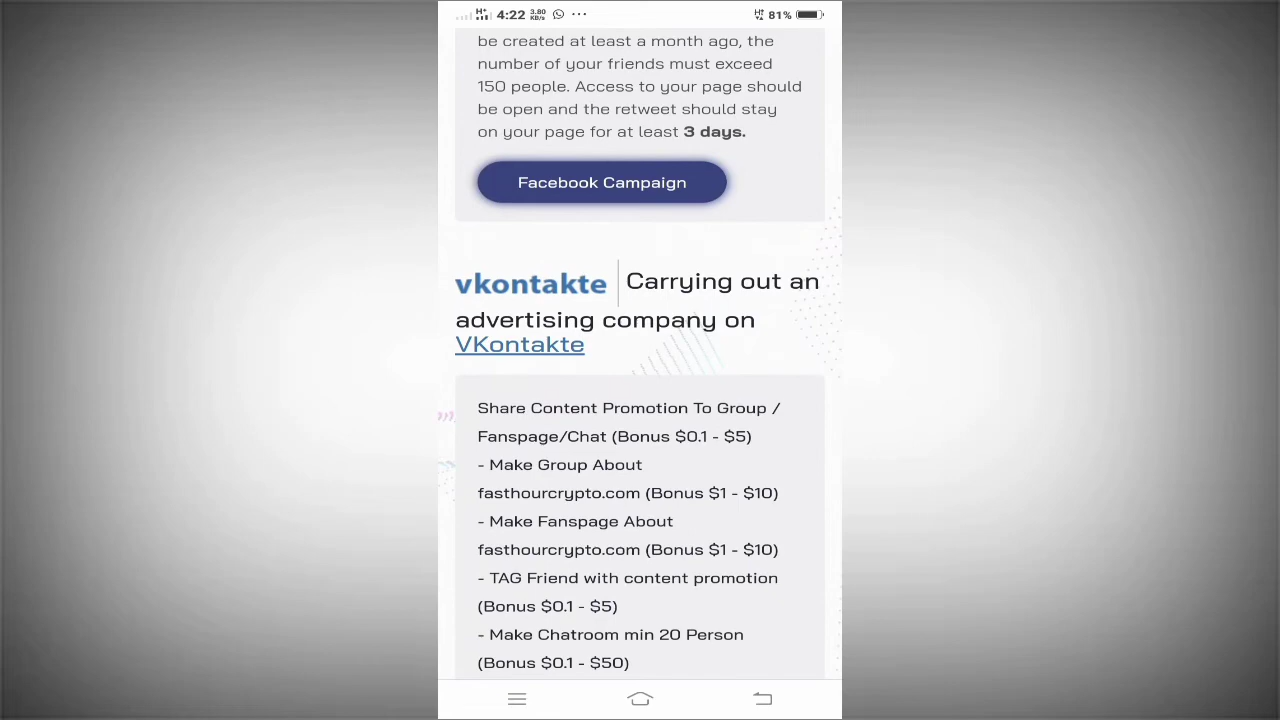 H+ 4:22 3.80 KB/s ... H+ 81%
be created at least a month ago, the
number of your friends must exceed
150 people. Access to your page should
be open and the retweet should stay
on your page for at least 3 days.
Facebook Campaign
vkontakte Carrying out an
advertising company on
VKontakte
Share Content Promotion To Group /
Fanspage/Chat (Bonus $0.1 - $5)
- Make Group About
fasthourcrypto.com (Bonus $1 - $10)
- Make Fanspage About
fasthourcrypto.com (Bonus $1 - $10)
- TAG Friend with content promotion
(Bonus $0.1 - $5)
- Make Chatroom min 20 Person
(Bonus $0.1 - $50)